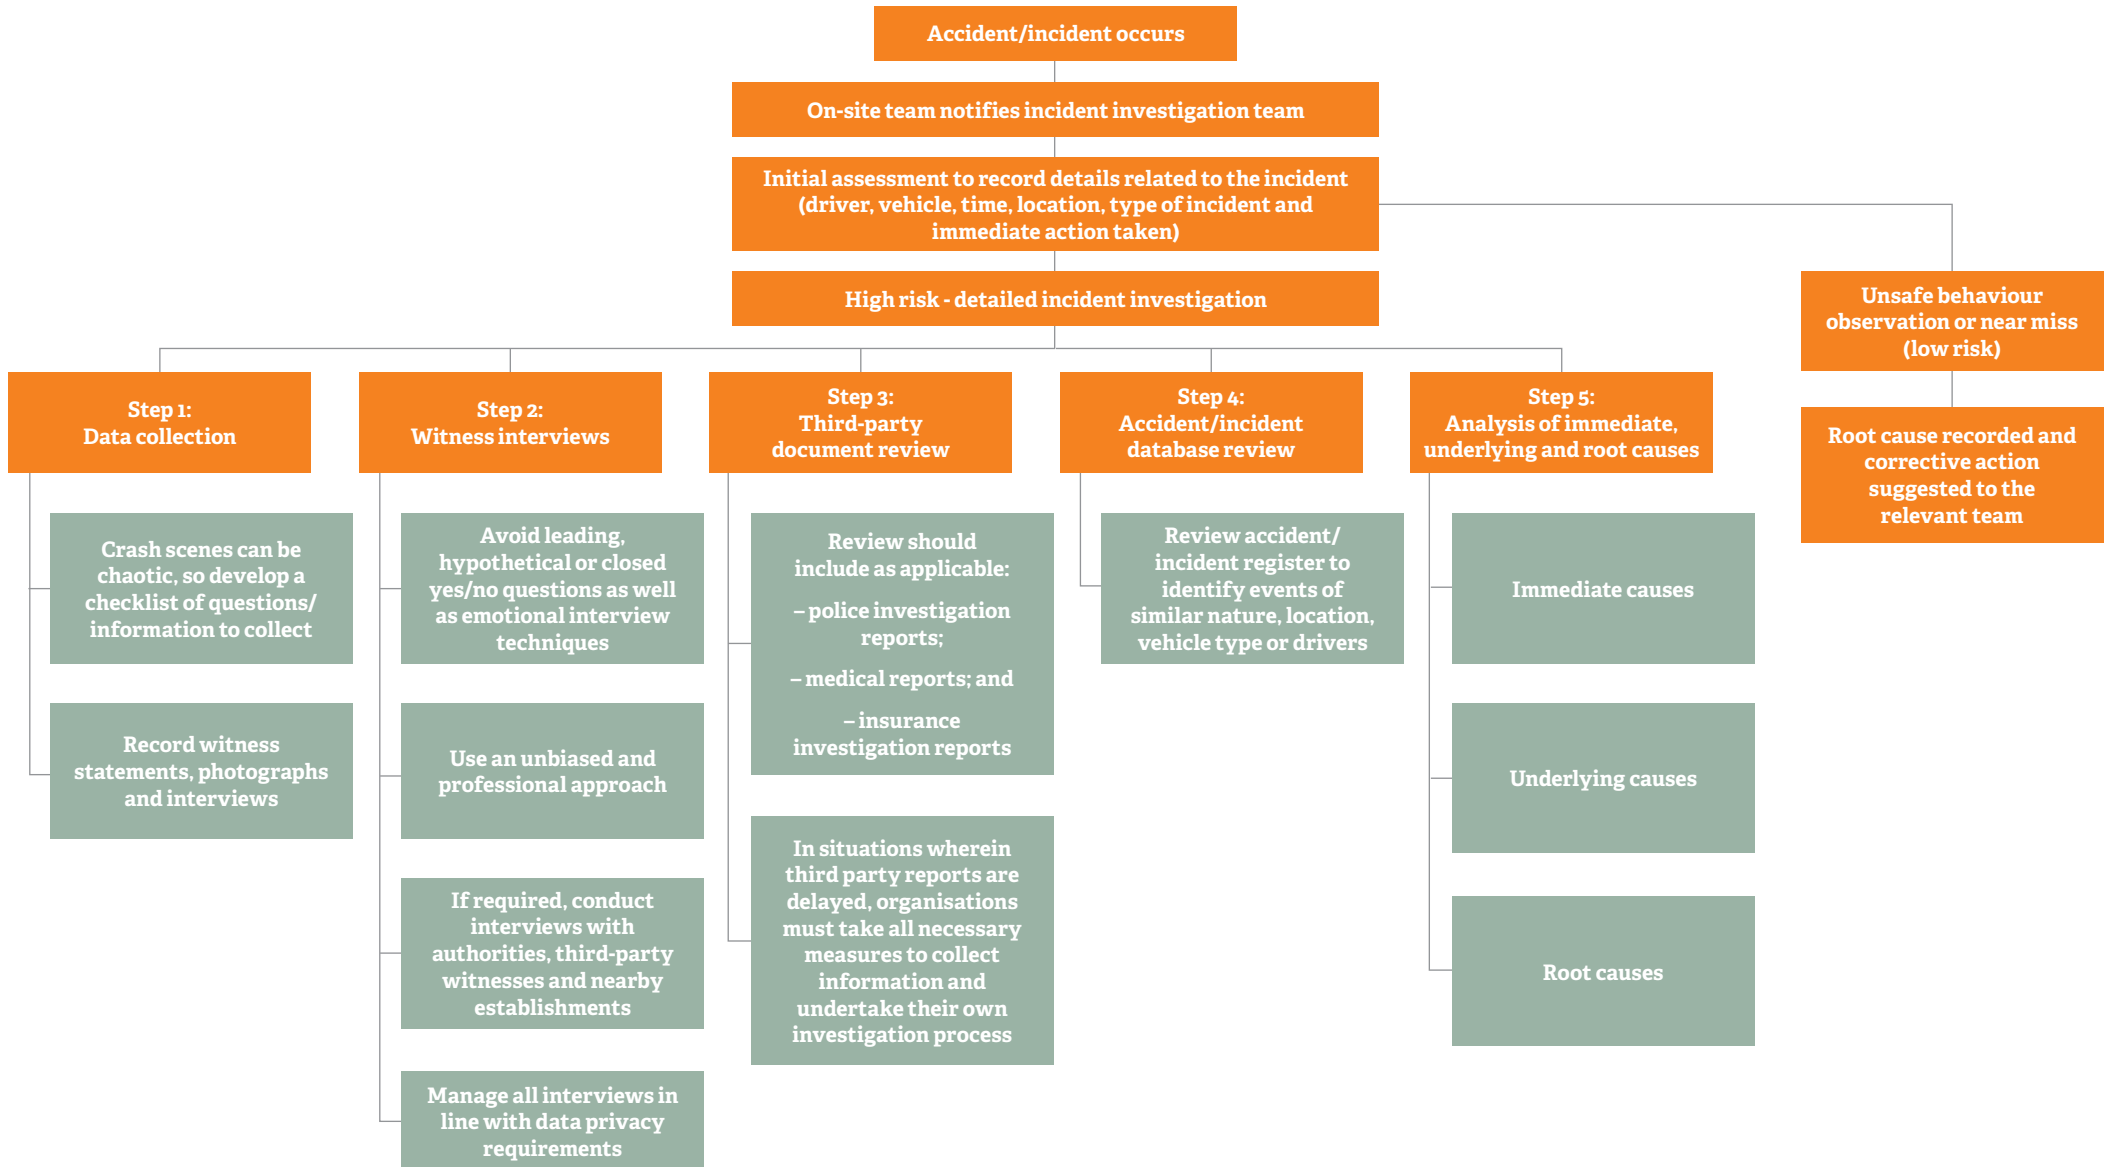 Accident/incident occurs
On-site team notifies incident investigation team
Initial assessment to record details related to the incident
(driver, vehicle, time, location, type of incident and
immediate action taken)
High risk - detailed incident investigation
Unsafe behaviour
observation or near miss
(low risk)
Root cause recorded and
corrective action
suggested to the
relevant team
Step 1:
Data collection
Crash scenes can be
chaotic, so develop a
checklist of questions/
information to collect
Record witness
statements, photographs
and interviews
Step 2:
Witness interviews
Avoid leading,
hypothetical or closed
yes/no questions as well
as emotional interview
techniques
Use an unbiased and
professional approach
If required, conduct
interviews with
authorities, third-party
witnesses and nearby
establishments
Manage all interviews in
line with data privacy
requirements
Step 3:
Third-party
document review
Review should
include as applicable:
– police investigation
reports;
– medical reports; and
– insurance
investigation reports
In situations wherein
third party reports are
delayed, organisations
must take all necessary
measures to collect
information and
undertake their own
investigation process
Step 4:
Accident/incident
database review
Review accident/
incident register to
identify events of
similar nature, location,
vehicle type or drivers
Step 5:
Analysis of immediate,
underlying and root causes
Immediate causes
Underlying causes
Root causes